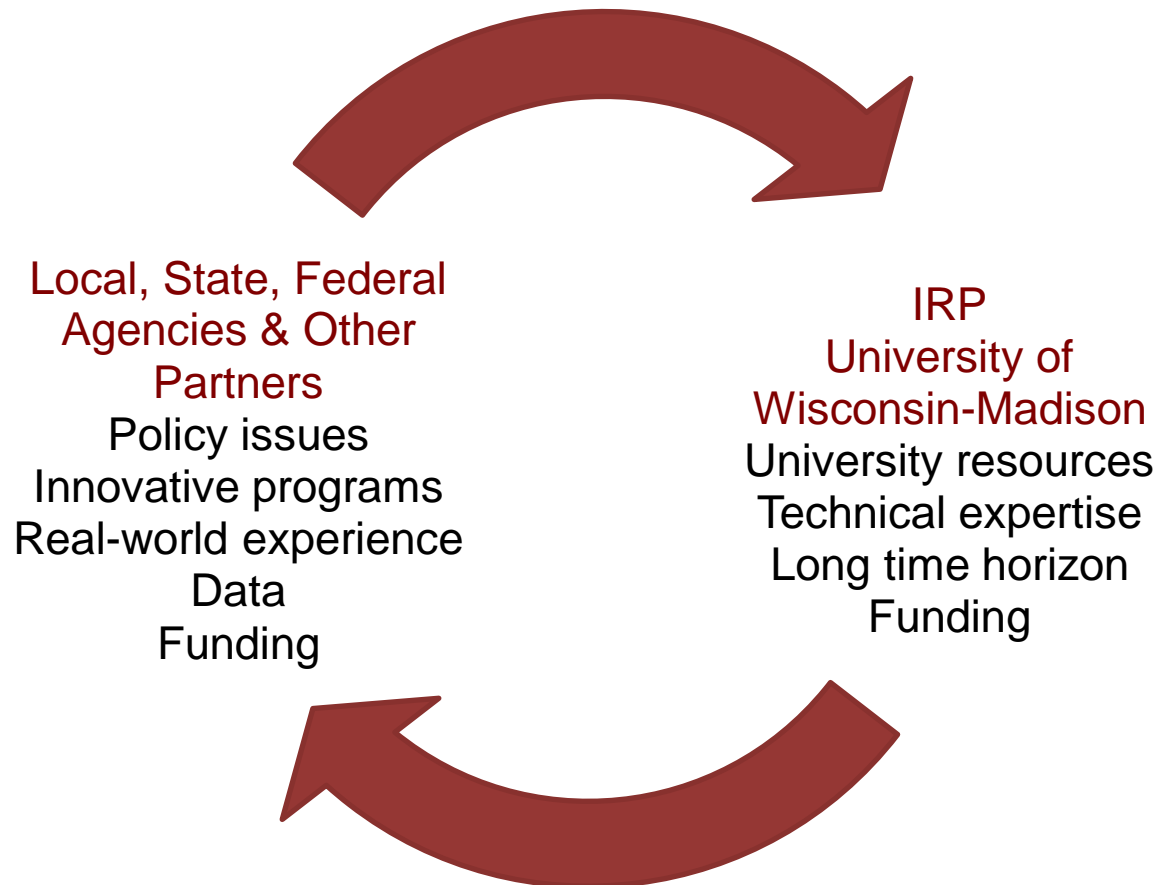 Local, State, Federal
Agencies & Other
Partners
Policy issues
Innovative programs
Real-world experience
Data
Funding
IRP
University of
Wisconsin-Madison
University resources
Technical expertise
Long time horizon
Funding